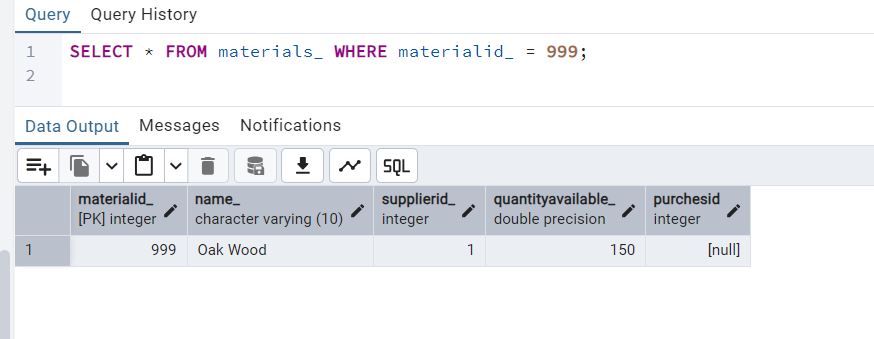 Query Query History
1 SELECT * FROM materials_ WHERE materialid_ = 999;
2
Data Output Messages Notifications
SQL
materialid_ name_ supplierid_ quantityavailable_ purchesid
[PK] integer character varying (10) integer double precision integer
1 999 Oak Wood 1 150 [null]